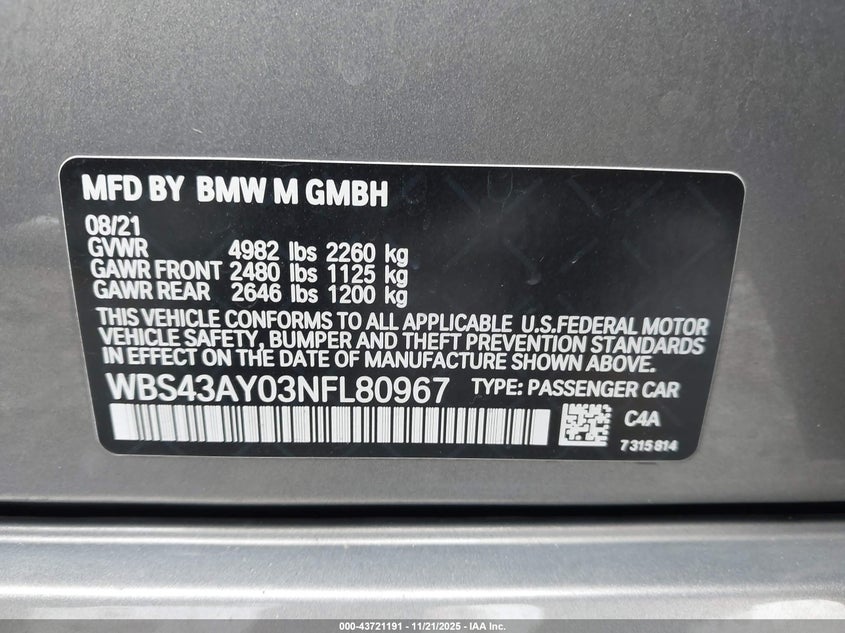 MFD BY BMW M GMBH
08/21
GVWR 4982 lbs 2260 kg
GAWR FRONT 2480 lbs 1125 kg
GAWR REAR 2646 lbs 1200 kg
THIS VEHICLE CONFORMS TO ALL APPLICABLE U.S.FEDERAL MOTOR
VEHICLE SAFETY, BUMPER AND THEFT PREVENTION STANDARDS
IN EFFECT ON THE DATE OF MANUFACTURE SHOWN ABOVE.
WBS43AY03NFL80967 TYPE: PASSENGER CAR
C4A
7315814
000-43721191 - 11/21/2025 - IAA Inc.